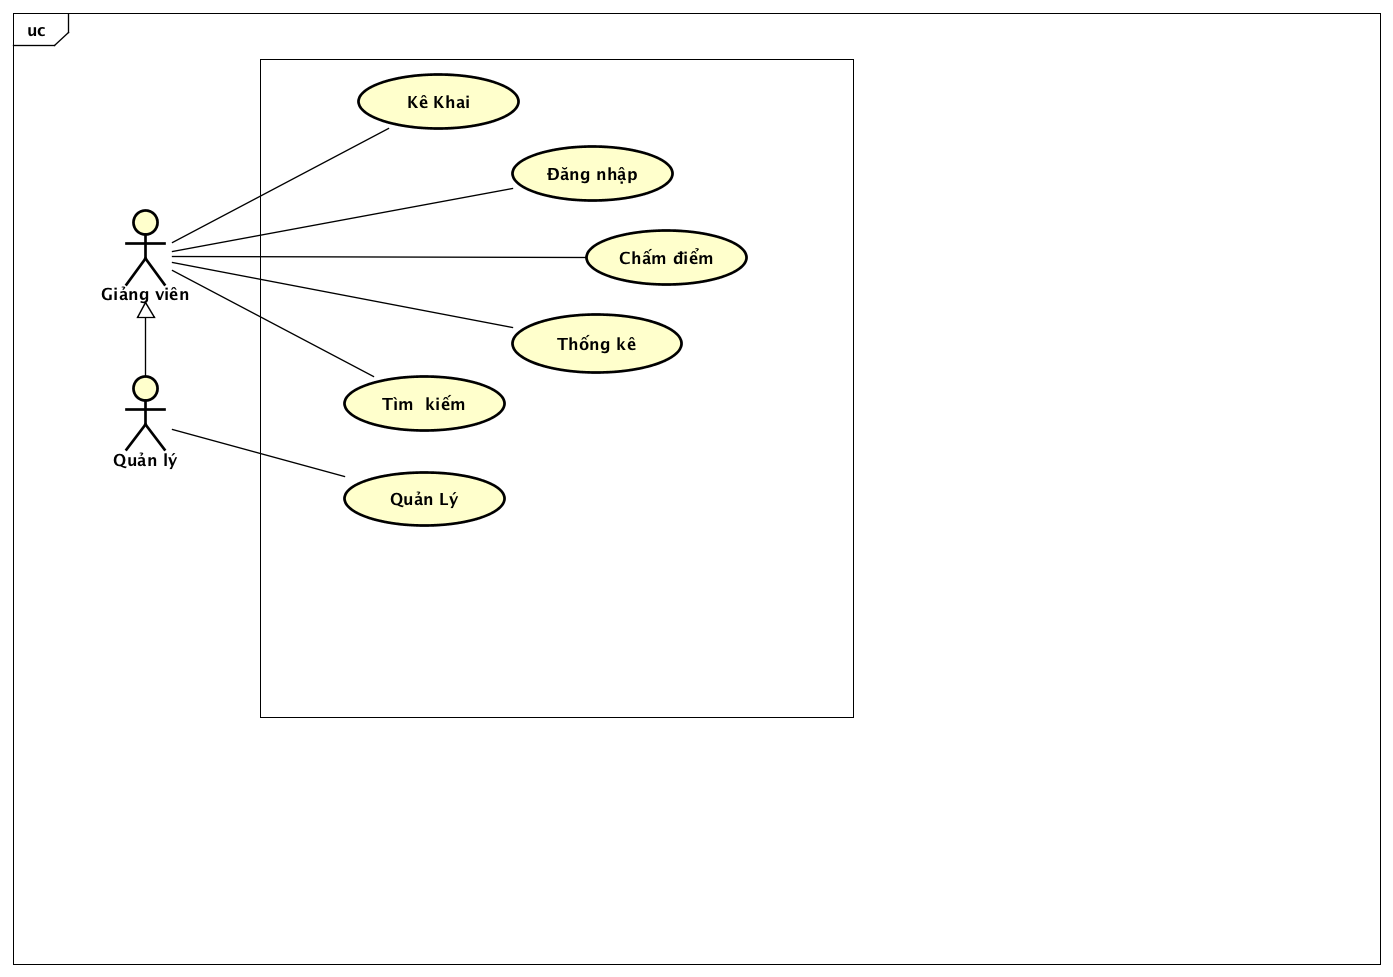 uc
Kê Khai
Đăng nhập
Chấm điểm
Giảng viên
Thống kê
Tìm kiếm
Quản lý
Quản Lý